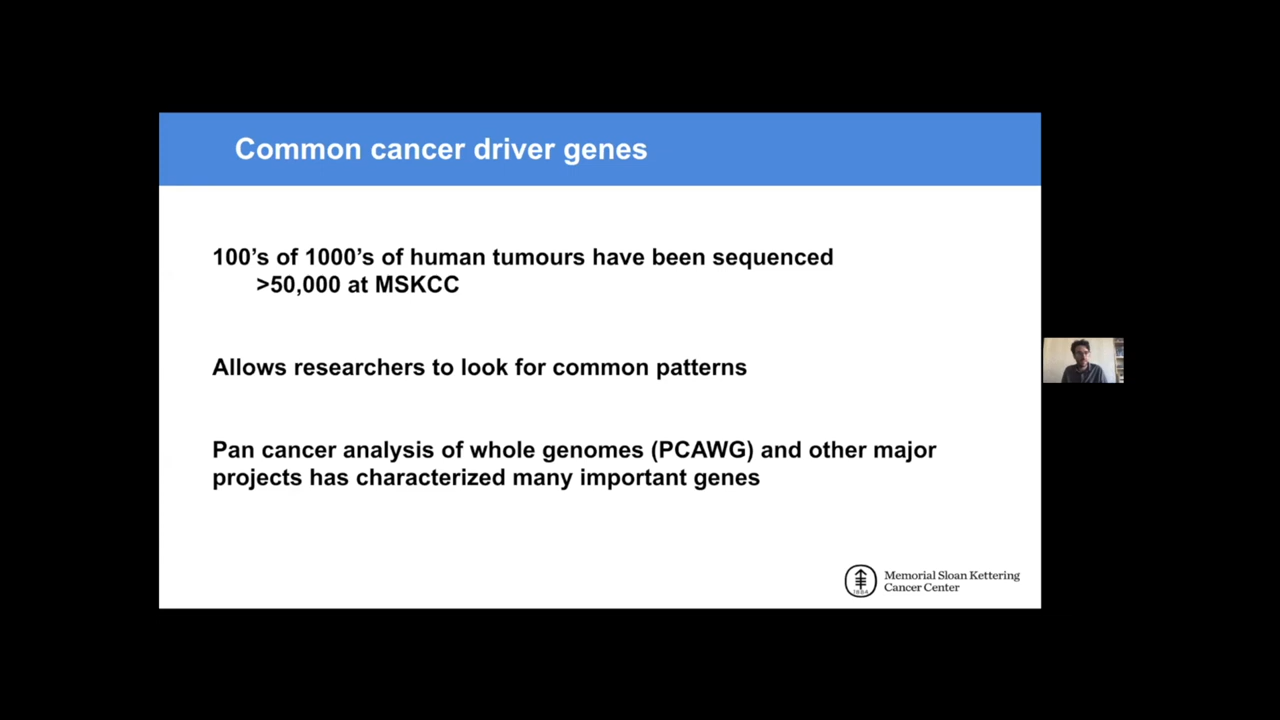 Common cancer driver genes
100’s of 1000’s of human tumours have been sequenced
>50,000 at MSKCC
Allows researchers to look for common patterns
Pan cancer analysis of whole genomes (PCAWG) and other major
projects has characterized many important genes
1884
Memorial Sloan Kettering
Cancer Center